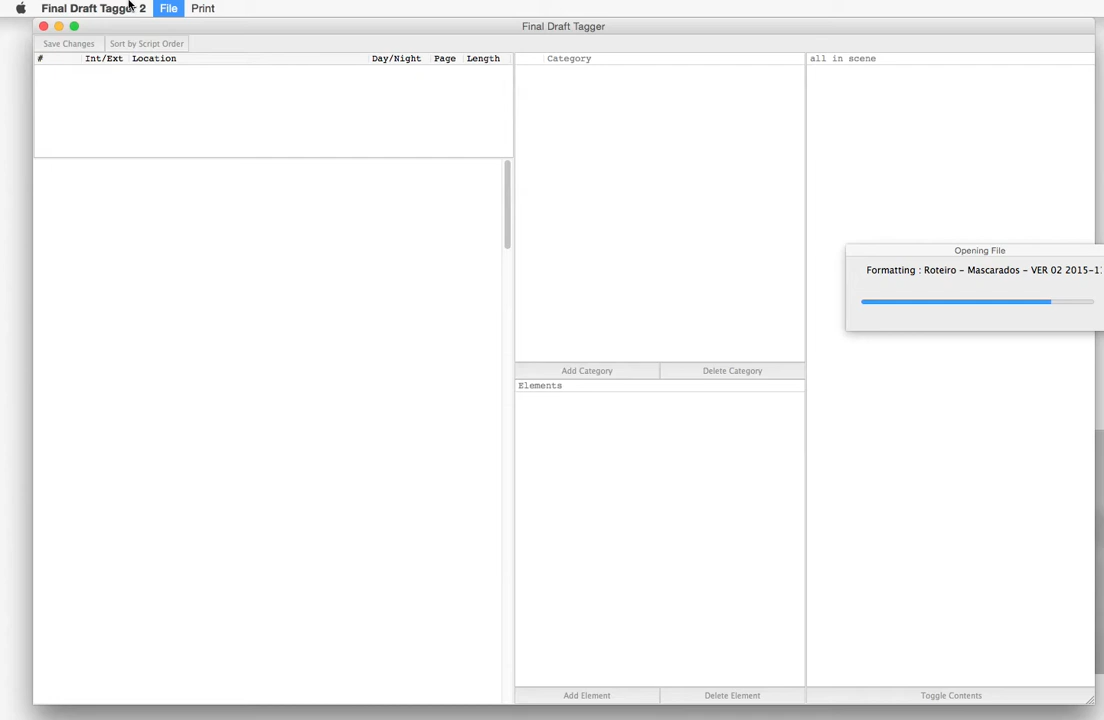 Final Draft Tagger 2 File Print
Final Draft Tagger
Save Changes Sort by Script Order
# Int/Ext Location Day/Night Page Length Category all in scene
Opening File
Formatting : Roteiro - Mascarados - VER 02 2015-1
Add Category Delete Category
Elements
Add Element Delete Element Toggle Contents